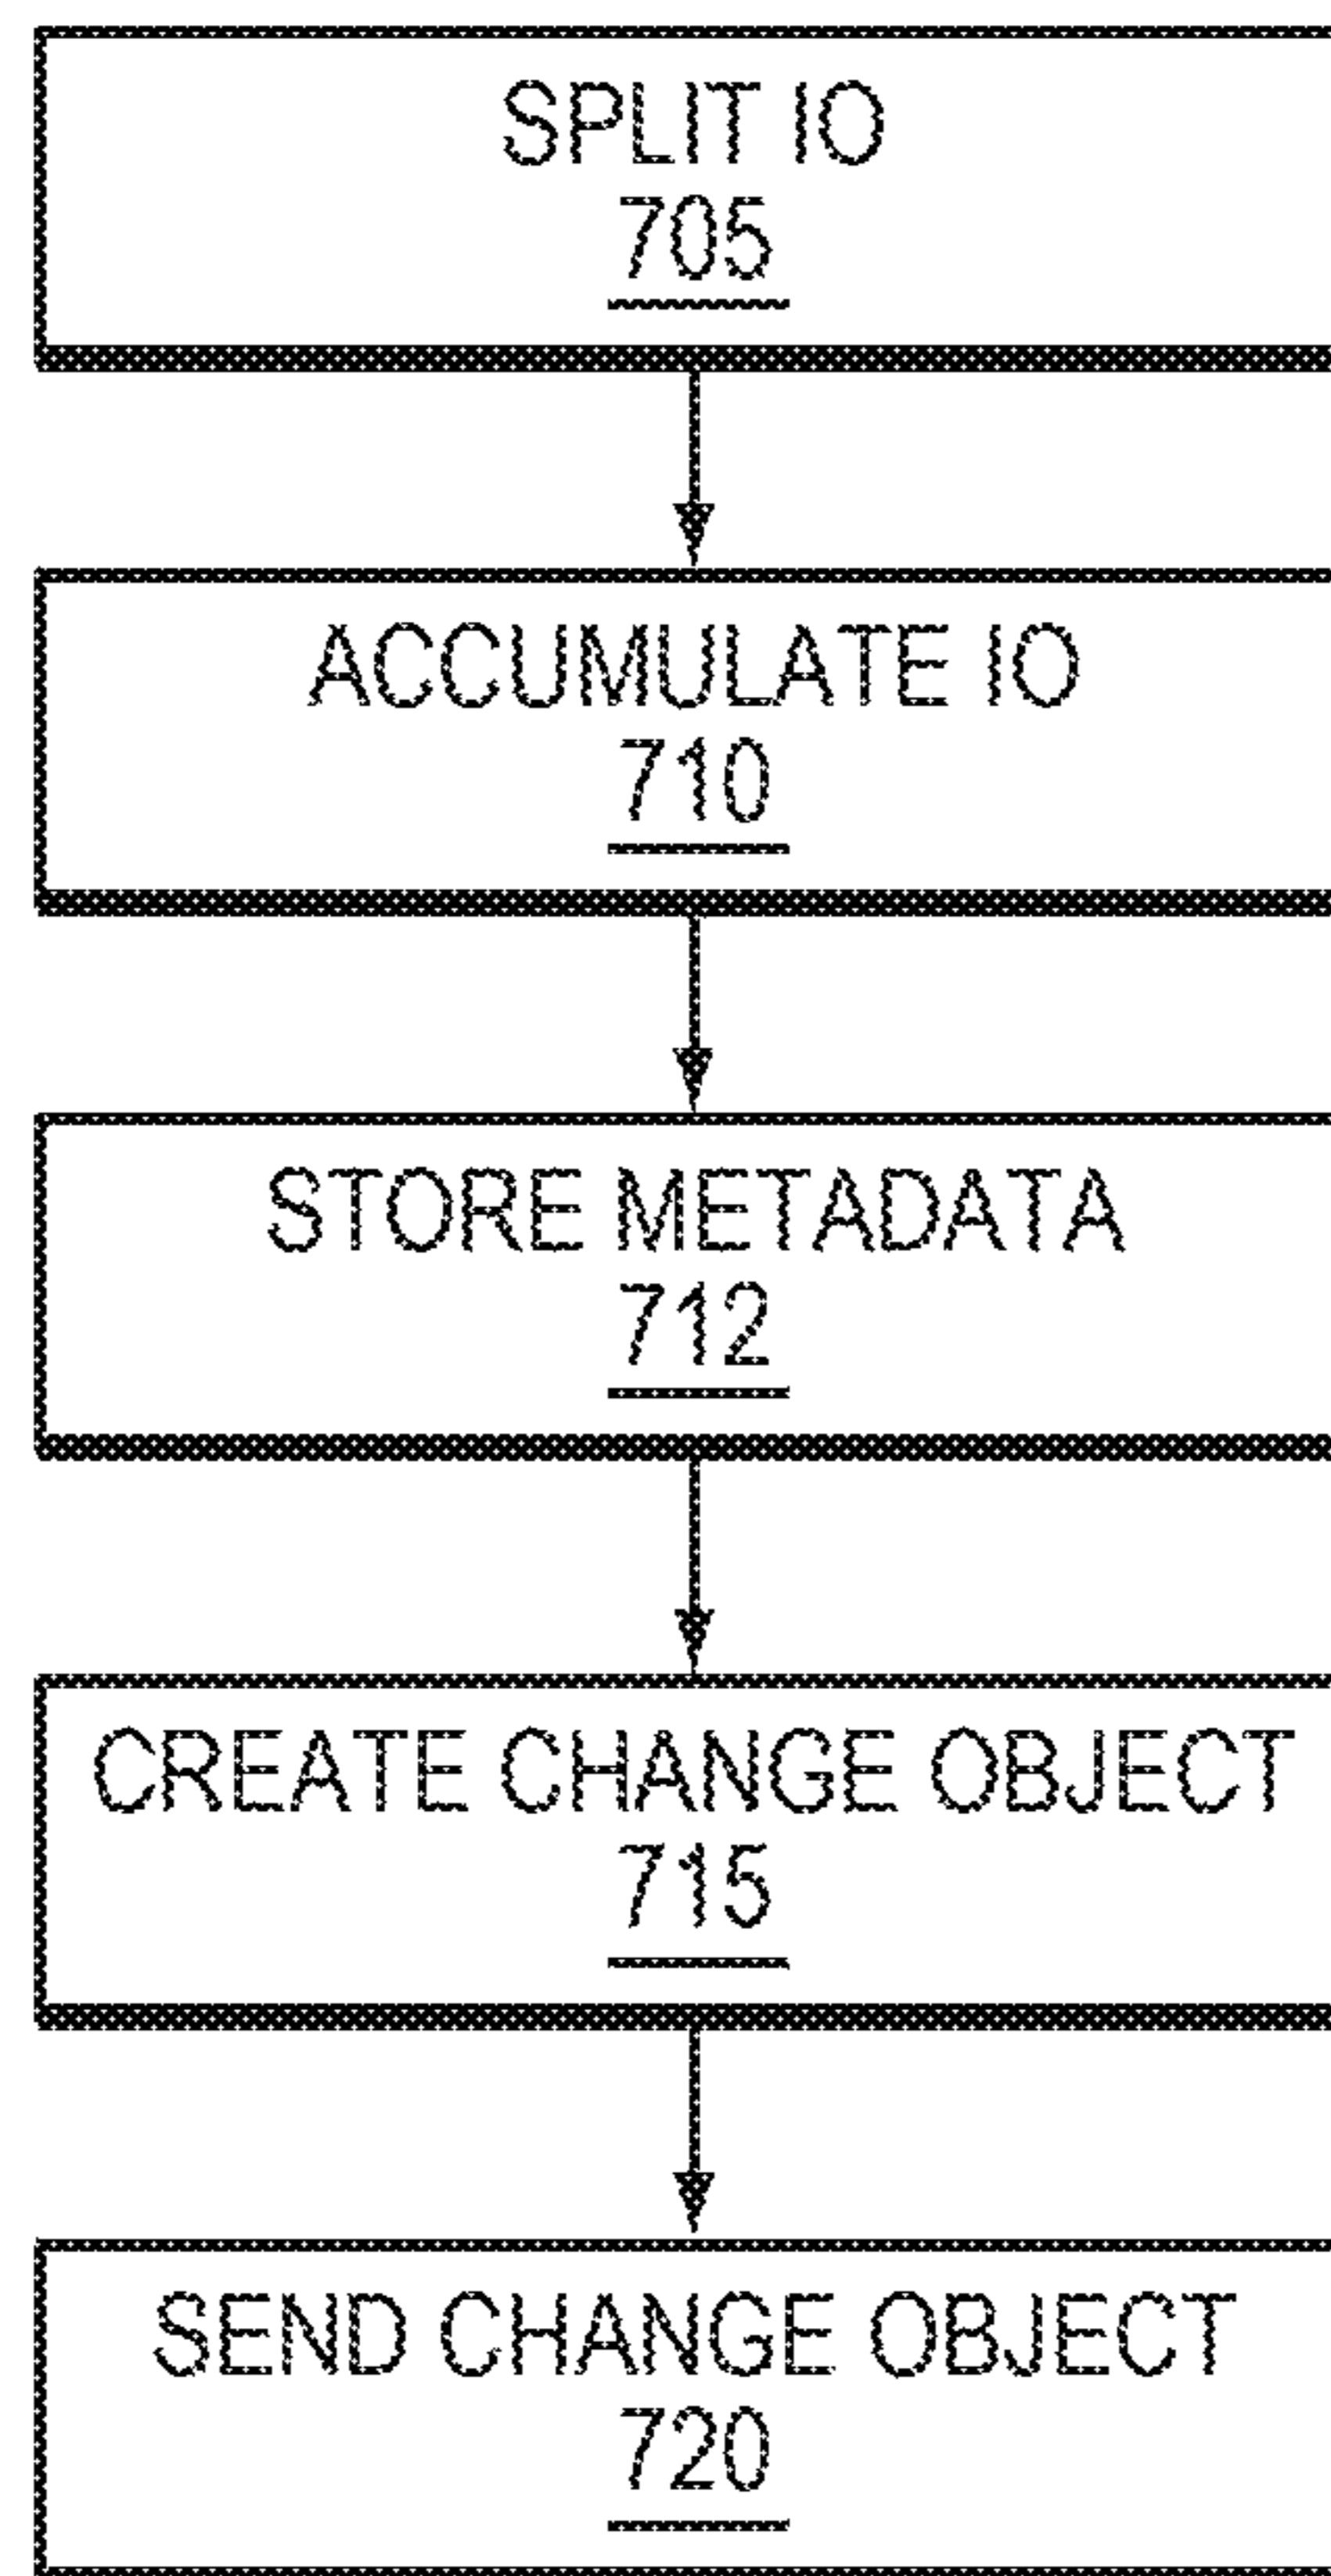 SPLIT IO
705
ACCUMULATE IO
710
STORE METADATA
712
CREATE CHANGE OBJECT
715
SEND CHANGE OBJECT
720